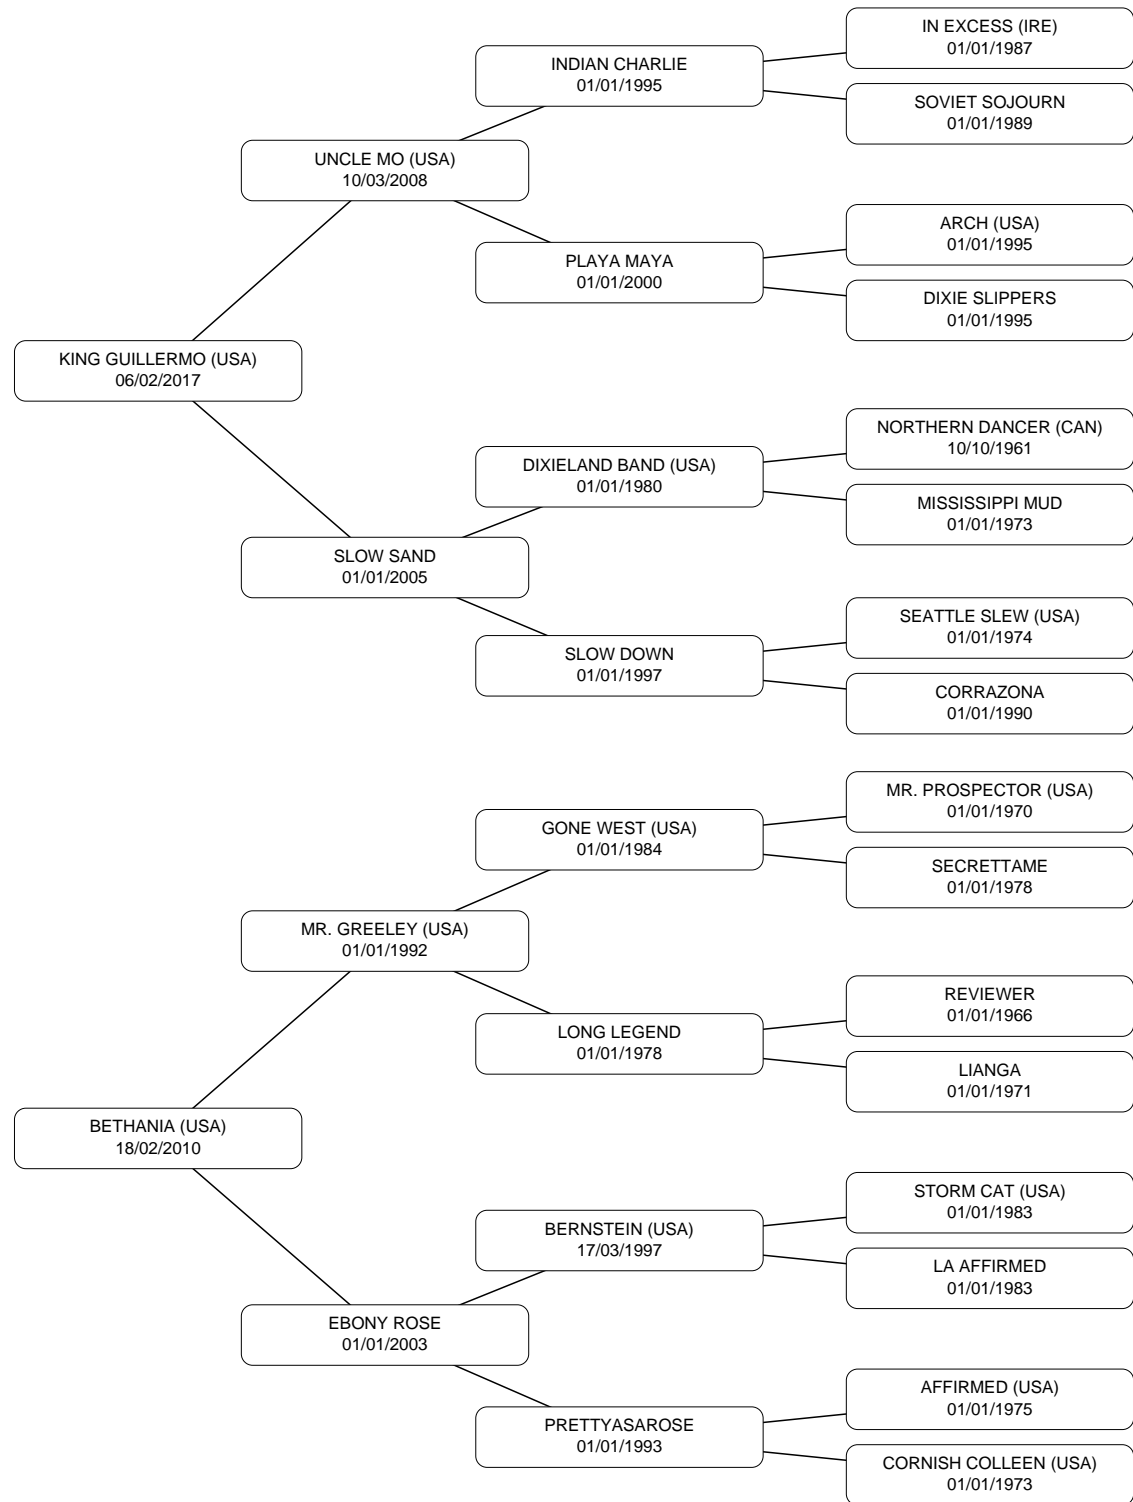 IN EXCESS (IRE)
01/01/1987
INDIAN CHARLIE
01/01/1995
SOVIET SOJOURN
01/01/1989
UNCLE MO (USA)
10/03/2008
ARCH (USA)
01/01/1995
PLAYA MAYA
01/01/2000
DIXIE SLIPPERS
01/01/1995
KING GUILLERMO (USA)
06/02/2017
NORTHERN DANCER (CAN)
10/10/1961
DIXIELAND BAND (USA)
01/01/1980
MISSISSIPPI MUD
01/01/1973
SLOW SAND
01/01/2005
SEATTLE SLEW (USA)
01/01/1974
SLOW DOWN
01/01/1997
CORRAZONA
01/01/1990
MR. PROSPECTOR (USA)
01/01/1970
GONE WEST (USA)
01/01/1984
SECRETTAME
01/01/1978
MR. GREELEY (USA)
01/01/1992
REVIEWER
01/01/1966
LONG LEGEND
01/01/1978
LIANGA
01/01/1971
BETHANIA (USA)
18/02/2010
STORM CAT (USA)
01/01/1983
BERNSTEIN (USA)
17/03/1997
LA AFFIRMED
01/01/1983
EBONY ROSE
01/01/2003
AFFIRMED (USA)
01/01/1975
PRETTYASAROSE
01/01/1993
CORNISH COLLEEN (USA)
01/01/1973